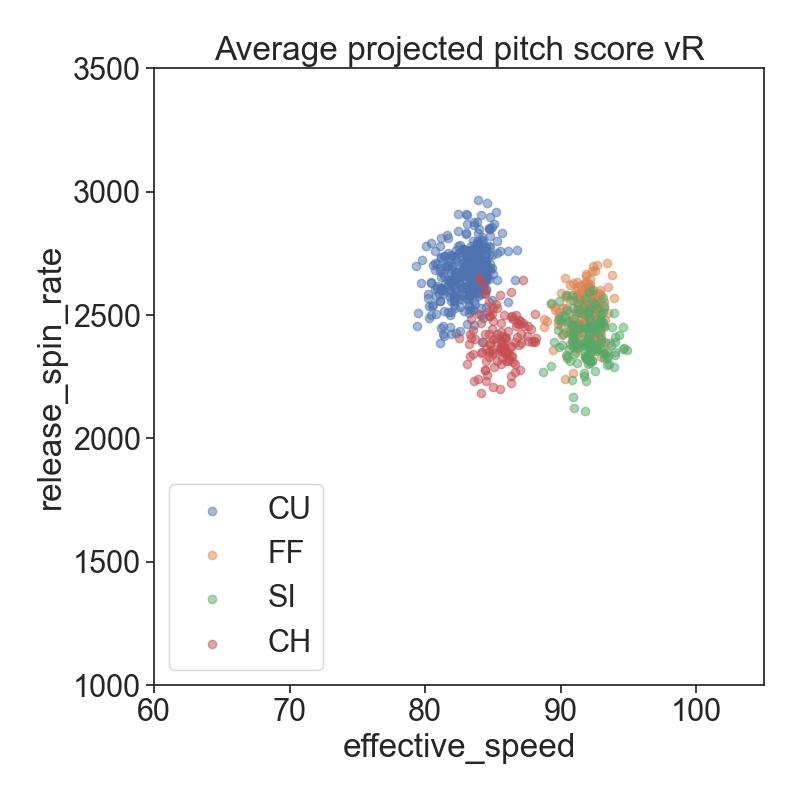 Average projected pitch score vR
3500
3000
2500
2000
1500
1000
release_spin_rate
CU
FF
SI
CH
60 70 80 90 100
effective_speed